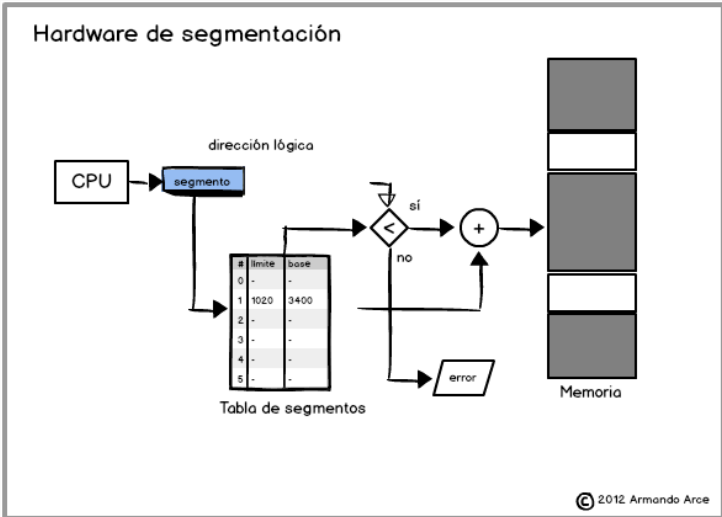 Hardware de segmentación
dirección lógica
CPU
segmento
sí
<
+
no
# límite base
0 - -
1 1020 3400
2 - -
3 - -
4 - -
5 - -
error
Tabla de segmentos
Memoria
© 2012 Armando Arce